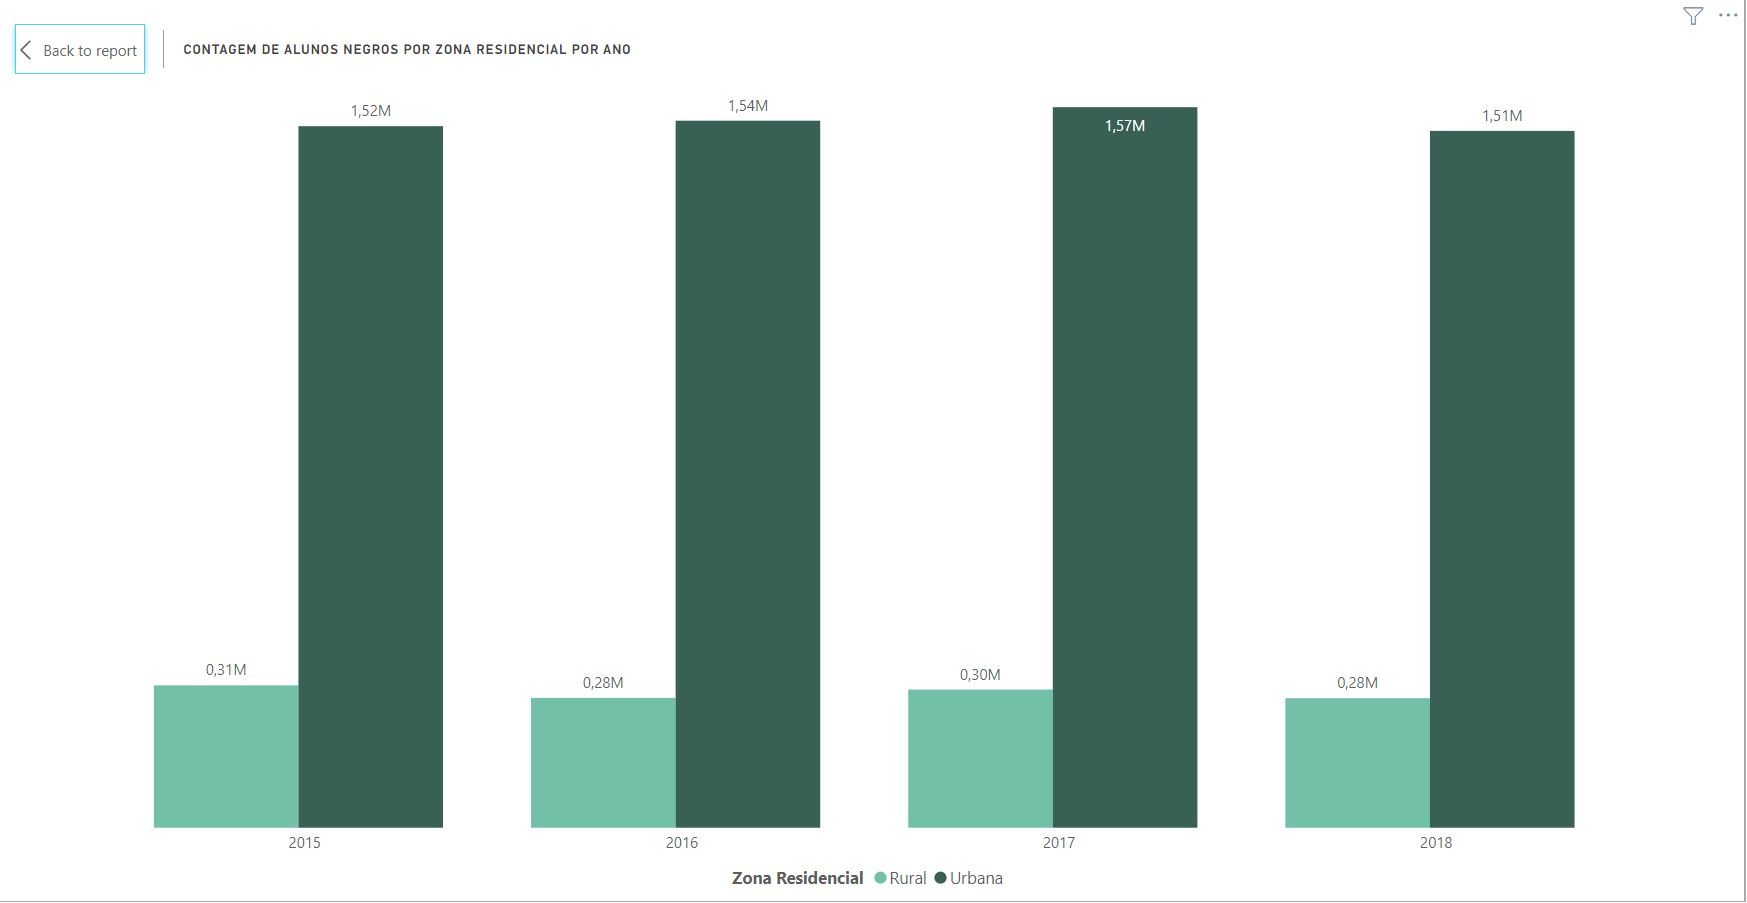 Back to report
CONTAGEM DE ALUNOS NEGROS POR ZONA RESIDENCIAL POR ANO
1,52M
1,54M
1,57M
1,51M
0,31M
0,28M
0,30M
0,28M
2015
2016
2017
2018
Zona Residencial Rural Urbana